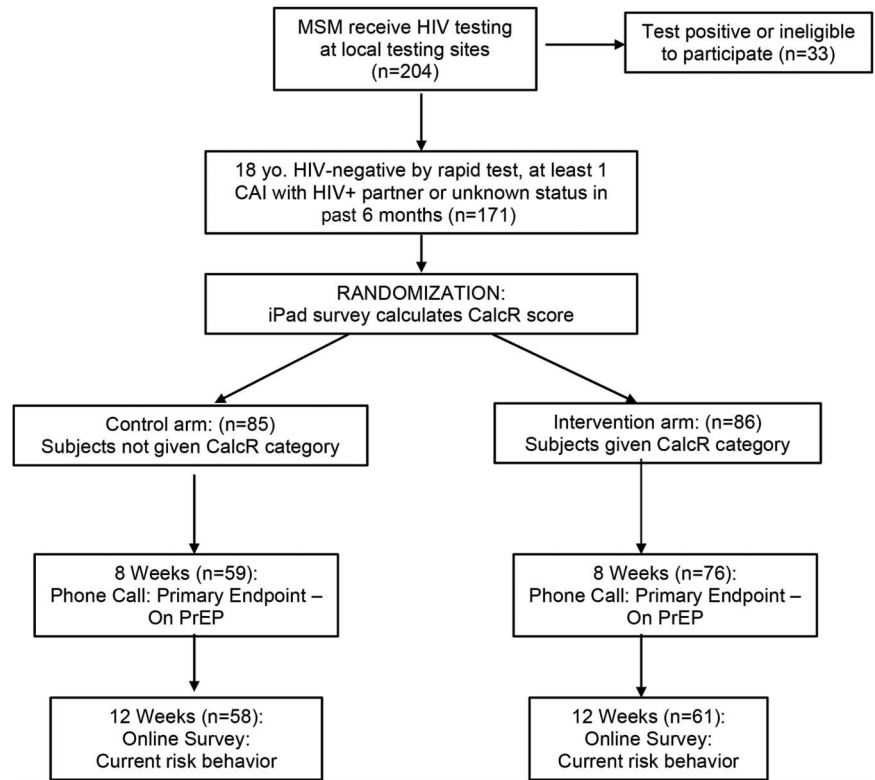 MSM receive HIV testing
at local testing sites
(n=204)
Test positive or ineligible
to participate (n=33)
18 yo. HIV-negative by rapid test, at least 1
CAI with HIV+ partner or unknown status in
past 6 months (n=171)
RANDOMIZATION:
iPad survey calculates CalcR score
Control arm: (n=85)
Subjects not given CalcR category
Intervention arm: (n=86)
Subjects given CalcR category
8 Weeks (n=59):
Phone Call: Primary Endpoint –
On PrEP
8 Weeks (n=76):
Phone Call: Primary Endpoint –
On PrEP
12 Weeks (n=58):
Online Survey:
Current risk behavior
12 Weeks (n=61):
Online Survey:
Current risk behavior